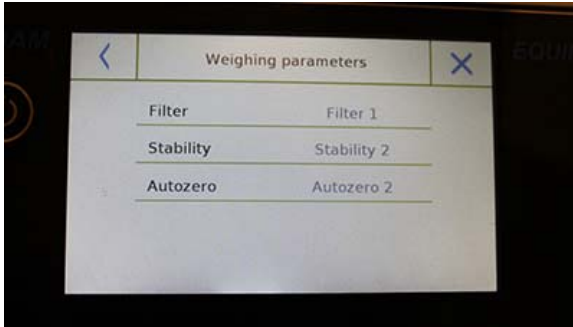 Weighing parameters
Filter Filter 1
Stability Stability 2
Autozero Autozero 2